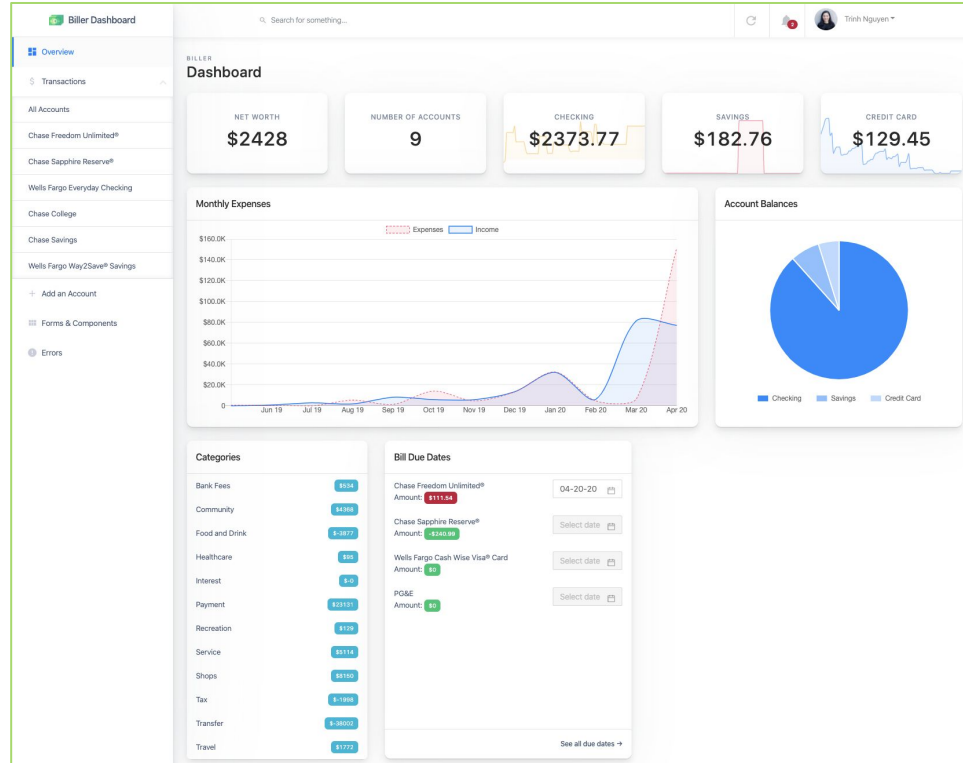 Biller Dashboard
Search for something...
3
Trinh Nguyen
Overview
Transactions
All Accounts
Chase Freedom Unlimited®
Chase Sapphire Reserve®
Wells Fargo Everyday Checking
Chase College
Chase Savings
Wells Fargo Way2Save® Savings
Add an Account
Forms & Components
Errors
BILLER
Dashboard
NET WORTH
$2428
NUMBER OF ACCOUNTS
9
CHECKING
$2373.77
SAVINGS
$182.76
CREDIT CARD
$129.45
Monthly Expenses
Expenses Income
$160.0K
$140.0K
$120.0K
$100.0K
$80.0K
$60.0K
$40.0K
$20.0K
0
Jun 19 Jul 19 Aug 19 Sep 19 Oct 19 Nov 19 Dec 19 Jan 20 Feb 20 Mar 20 Apr 20
Account Balances
Checking Savings Credit Card
Categories
Bank Fees $534
Community $4368
Food and Drink $-3877
Healthcare $95
Interest $-0
Payment $23131
Recreation $129
Service $5114
Shops $8150
Tax
Transfer $-38002
Travel $1772
Bill Due Dates
Chase Freedom Unlimited®
Amount: $111.54
04-20-20
Chase Sapphire Reserve®
Amount: -$240.99
Select date
Wells Fargo Cash Wise Visa® Card
Amount: $0
Select date
PG&E
Amount: $0
Select date
See all due dates →